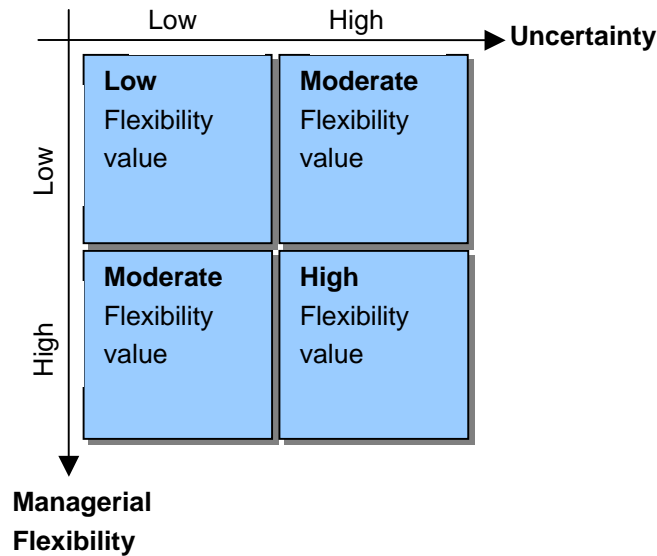 Low High
Uncertainty
Low
Flexibility
value
Moderate
Flexibility
value
Low
Moderate
Flexibility
value
High
Flexibility
value
High
Managerial
Flexibility